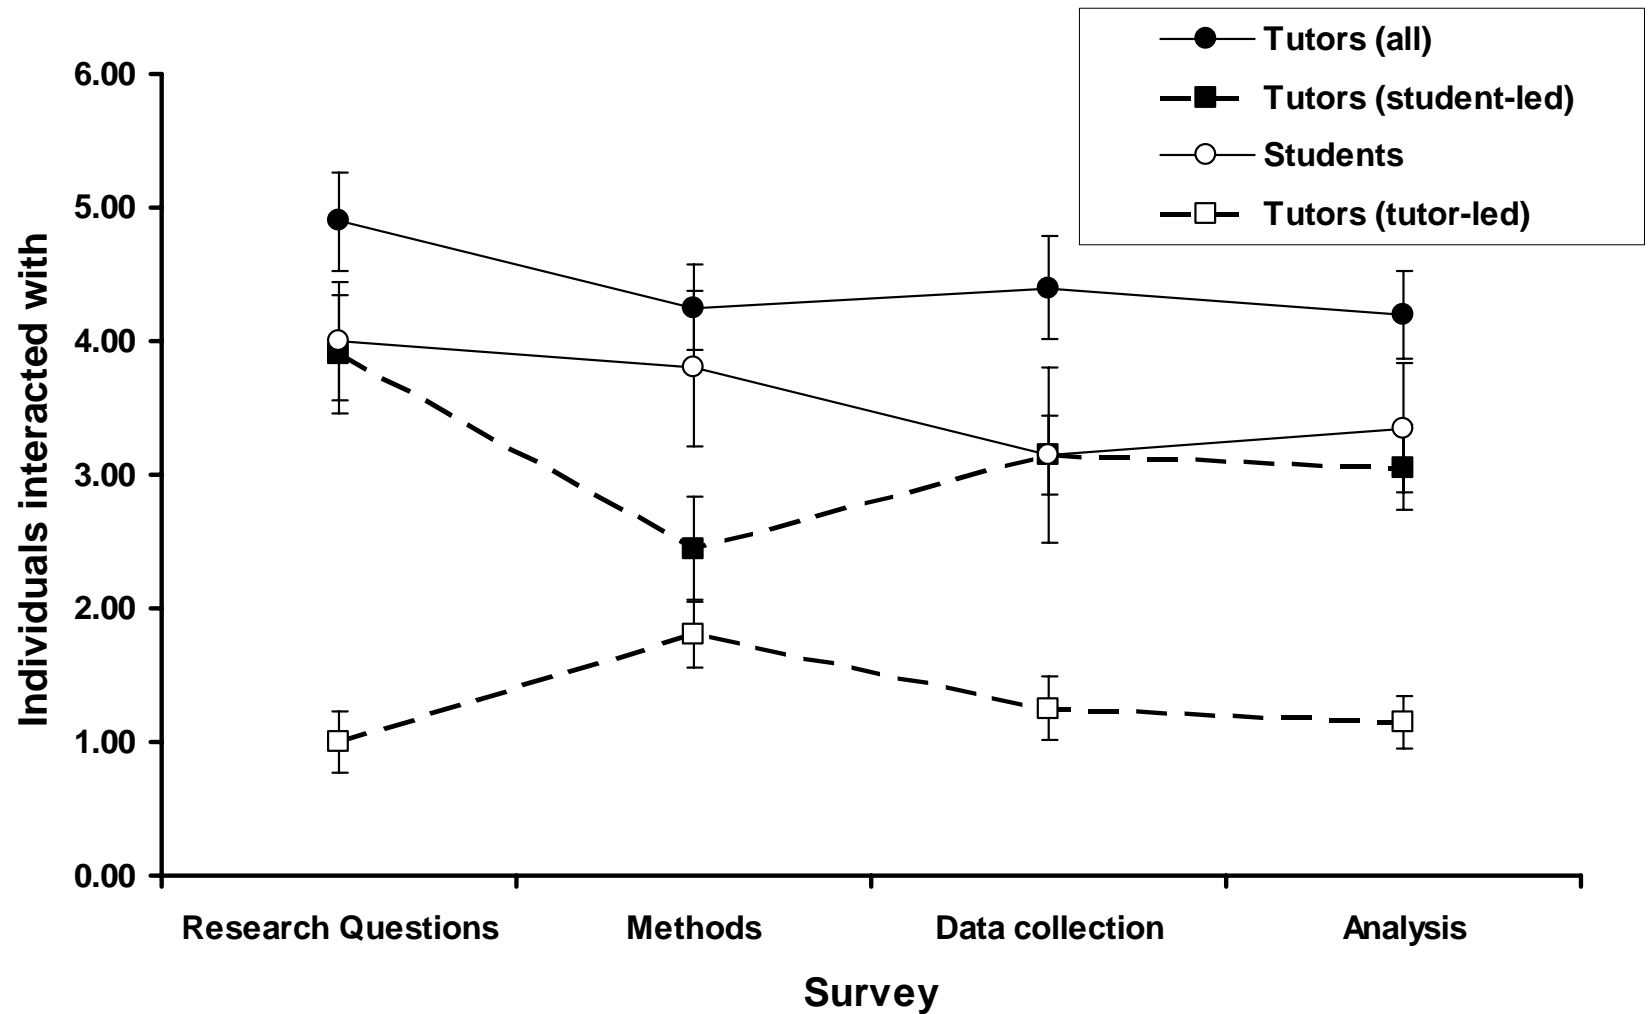 Tutors (all)
Tutors (student-led)
Students
Tutors (tutor-led)
6.00
5.00
4.00
3.00
2.00
1.00
0.00
Individuals interacted with
Research Questions
Methods
Data collection
Analysis
Survey